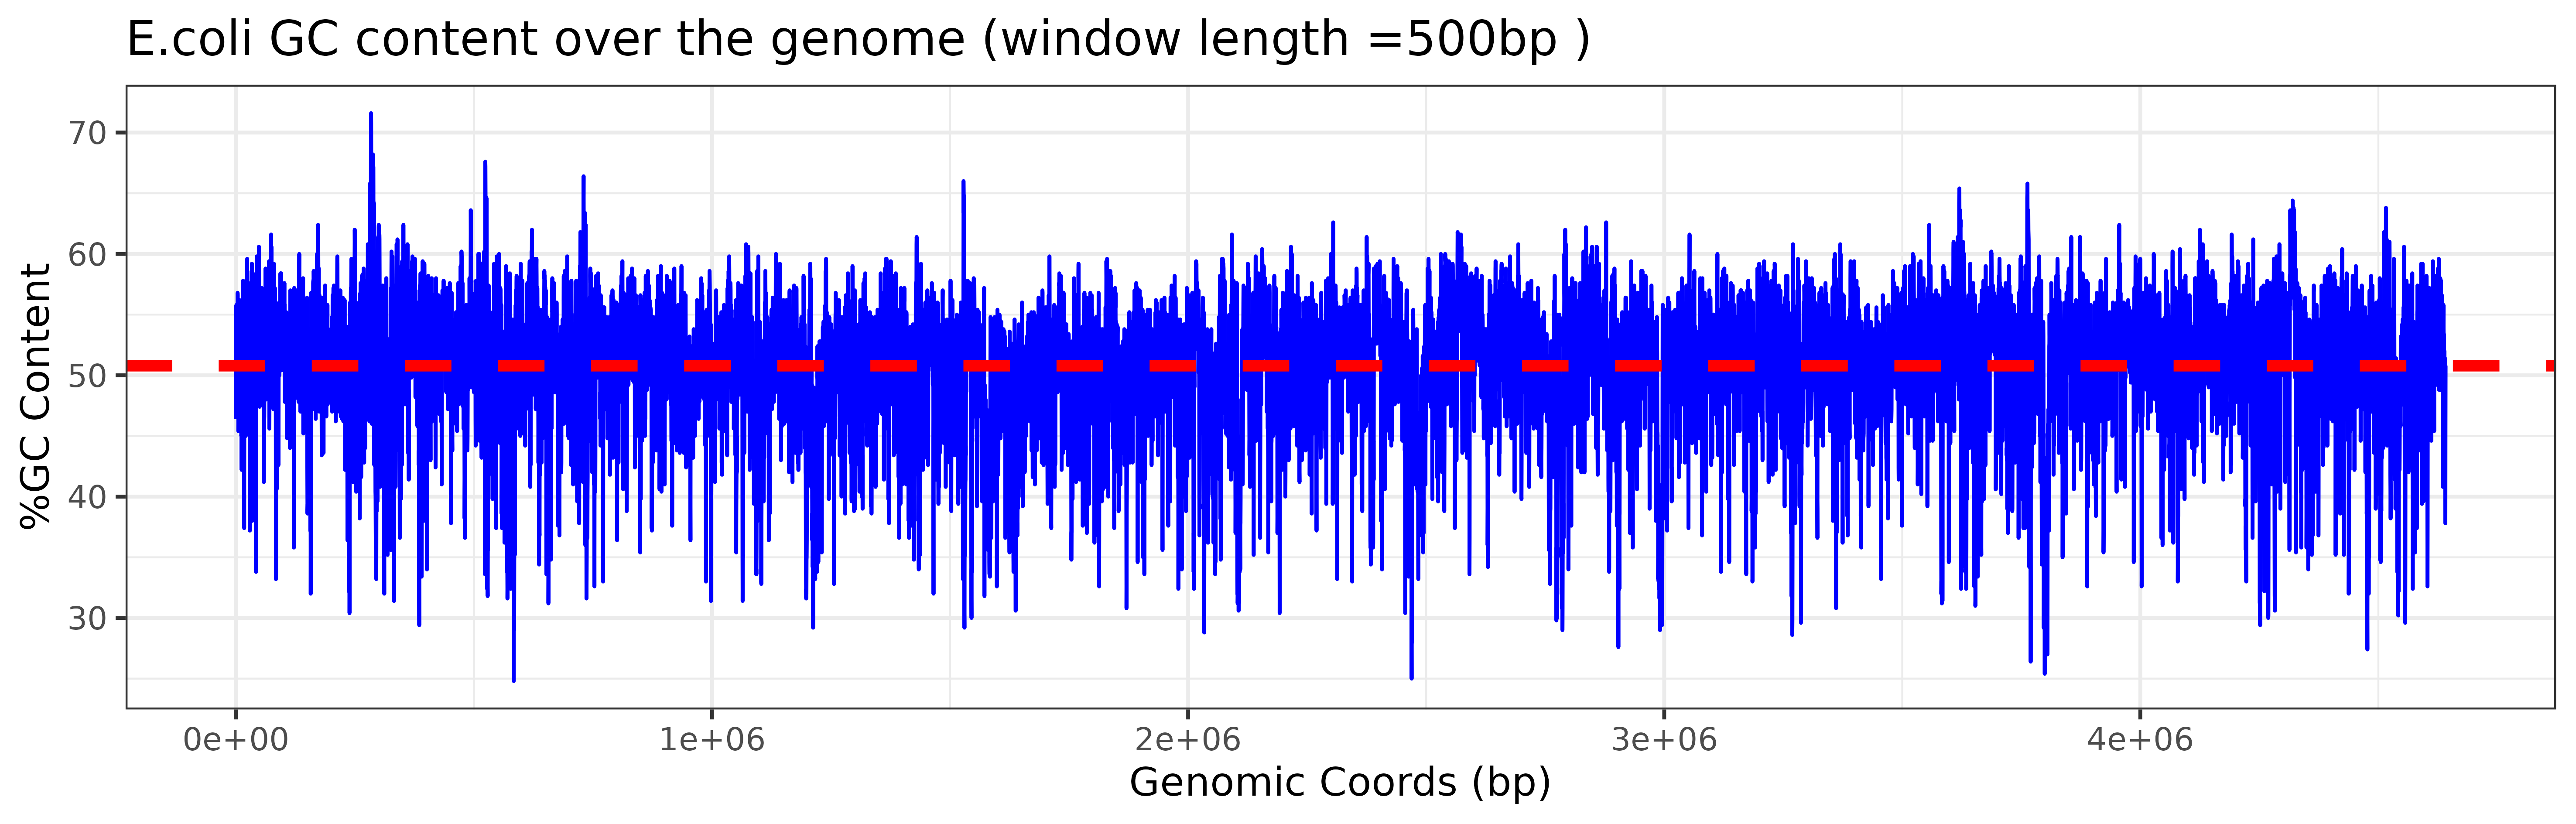 E.coli GC content over the genome (window length =500bp )
%GC Content
70
60
50
40
30
0e+00 1e+06 2e+06 3e+06 4e+06
Genomic Coords (bp)